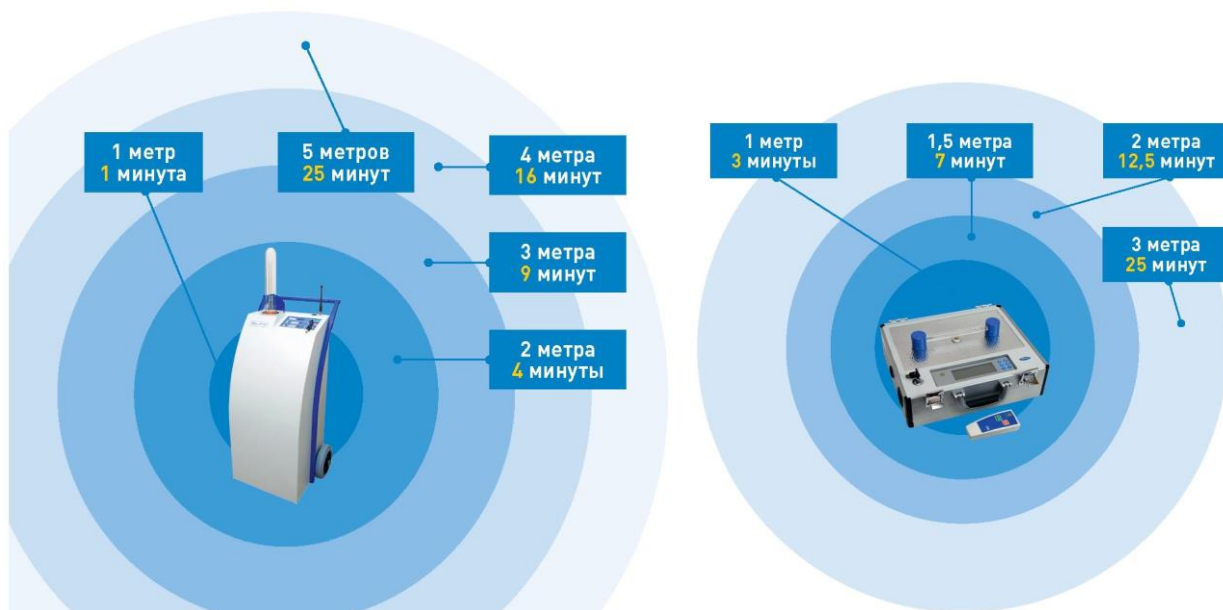 1 метр
1 минута
5 метров
25 минут
4 метра
16 минут
3 метра
9 минут
2 метра
4 минуты
1 метр
3 минуты
1,5 метра
7 минут
2 метра
12,5 минут
3 метра
25 минут